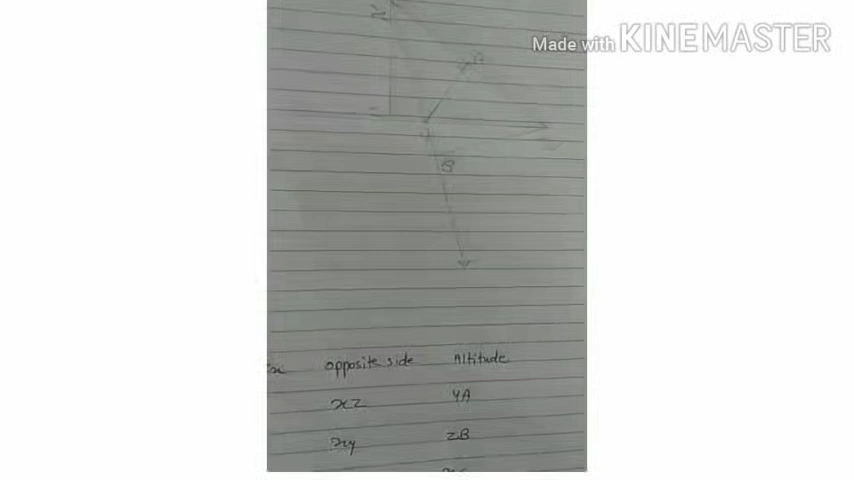 Made with KINEMASTER
Z
B
opposite side Altitude
xz YA
xy ZB